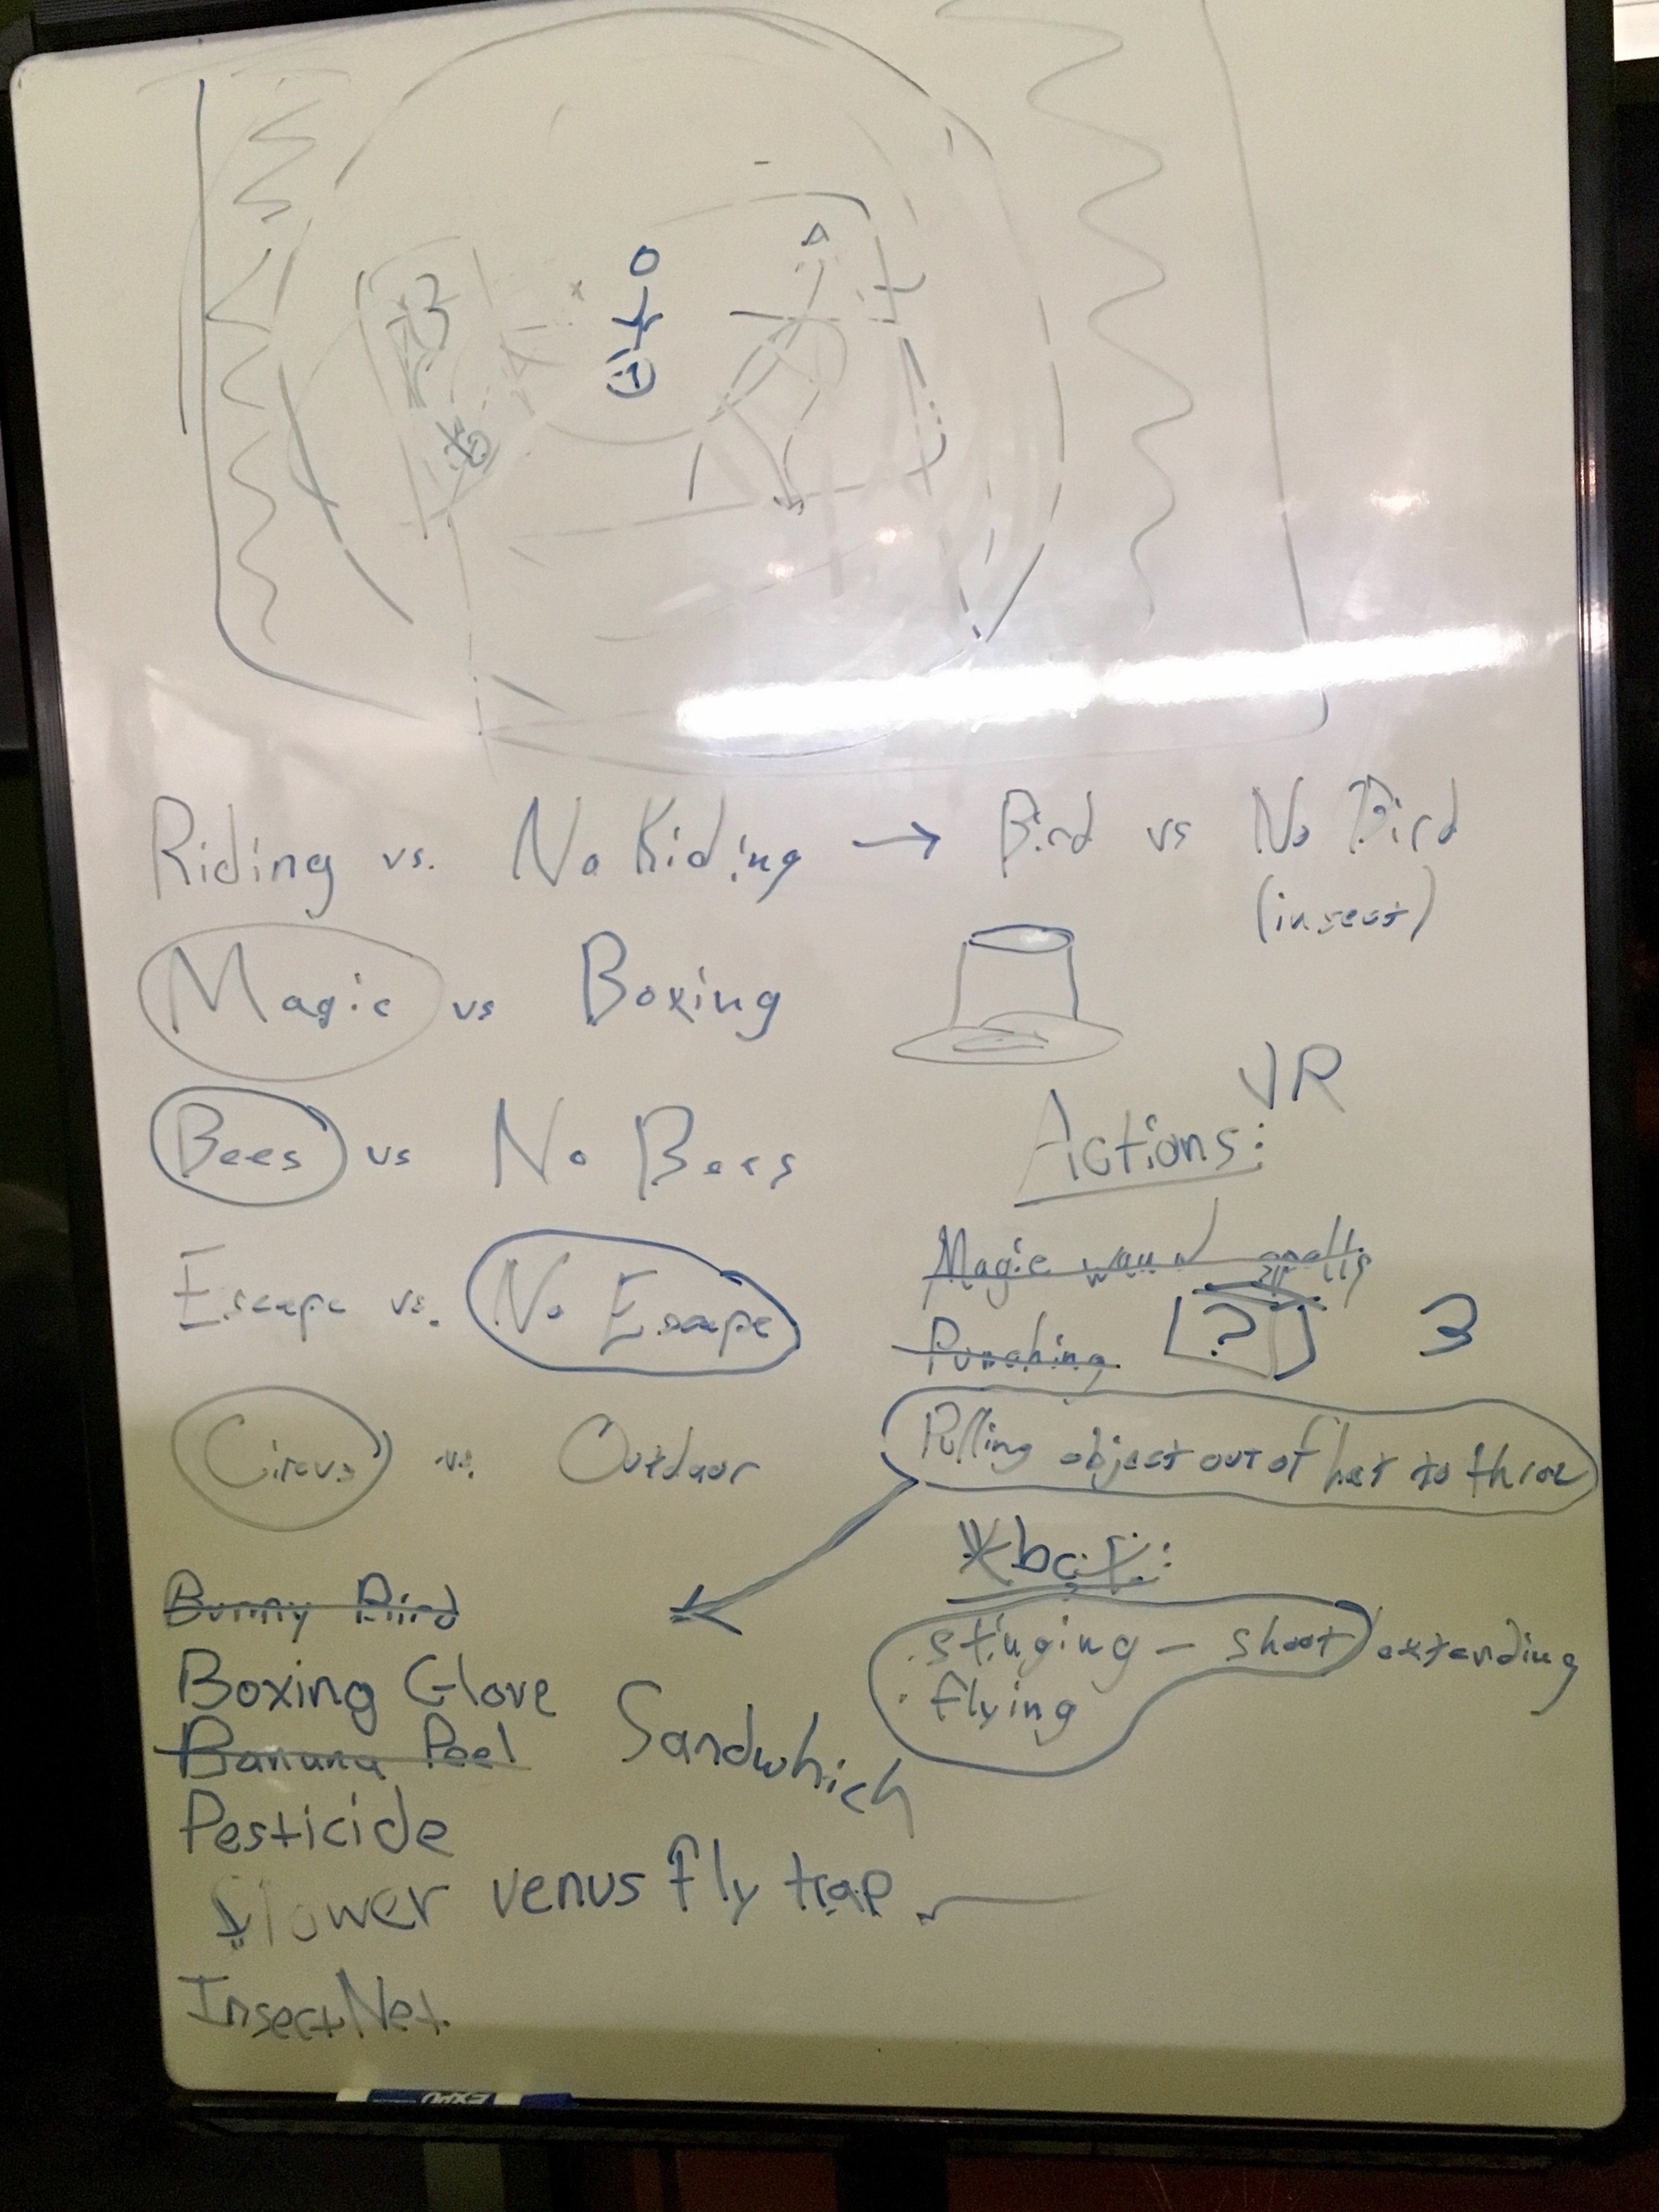 Riding vs. No Riding → Bird vs No Bird
(insect)
Magic vs Boxing
VR
Actions:
Bees vs No Bees
Magic wand spells
Escape vs. No Escape
Punching ? 3
Circus vs. Outdoor
Pulling object out of hat to throw
Xbox:
Bunny Bird
stinging - shoot extending
flying
Boxing Glove
Banana Peel
Sandwhich
Pesticide
flower venus fly trap
Insect Net
EXPO